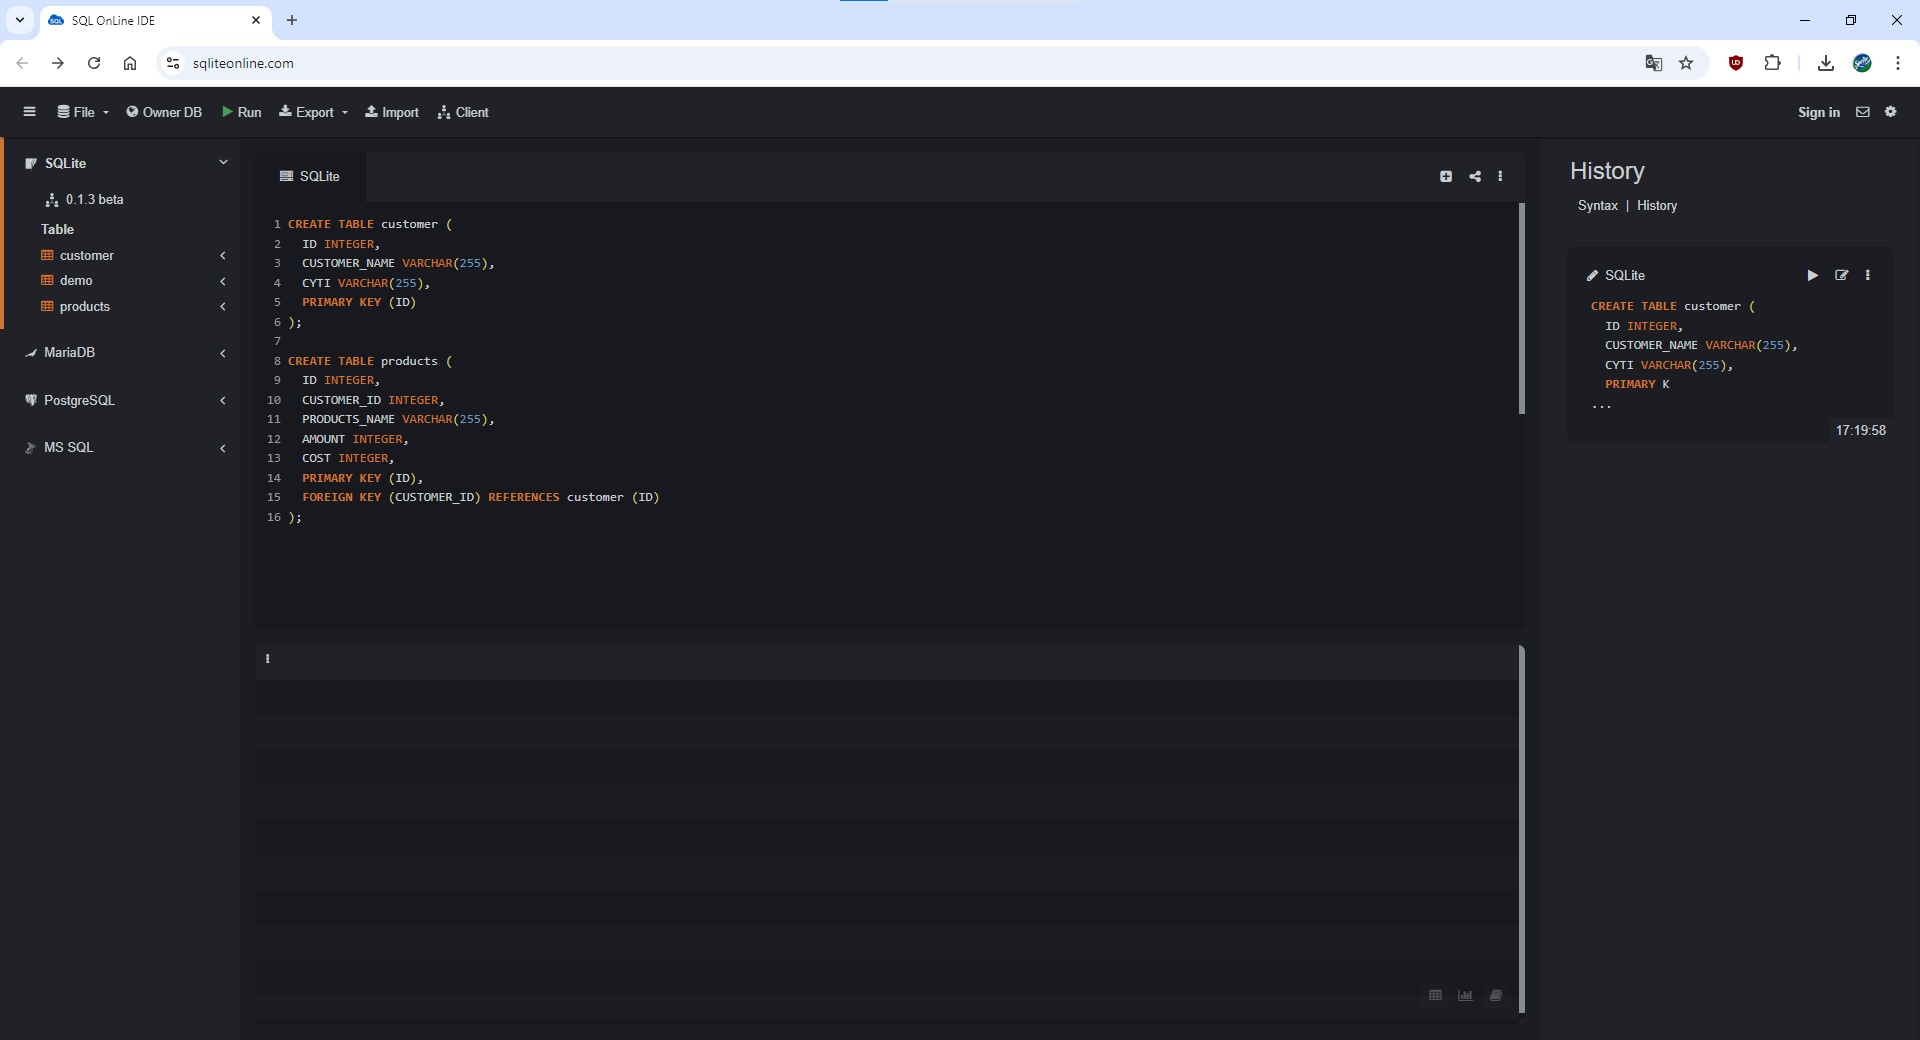 SQL OnLine IDE
sqliteonline.com
File Owner DB Run Export Import Client Sign in
SQLite
0.1.3 beta
Table
customer
demo
products
MariaDB
PostgreSQL
MS SQL
SQLite
1 CREATE TABLE customer (
2 ID INTEGER,
3 CUSTOMER_NAME VARCHAR(255),
4 CYTI VARCHAR(255),
5 PRIMARY KEY (ID)
6 );
7
8 CREATE TABLE products (
9 ID INTEGER,
10 CUSTOMER_ID INTEGER,
11 PRODUCTS_NAME VARCHAR(255),
12 AMOUNT INTEGER,
13 COST INTEGER,
14 PRIMARY KEY (ID),
15 FOREIGN KEY (CUSTOMER_ID) REFERENCES customer (ID)
16 );
History
Syntax | History
SQLite
CREATE TABLE customer (
ID INTEGER,
CUSTOMER_NAME VARCHAR(255),
CYTI VARCHAR(255),
PRIMARY K
...
17:19:58